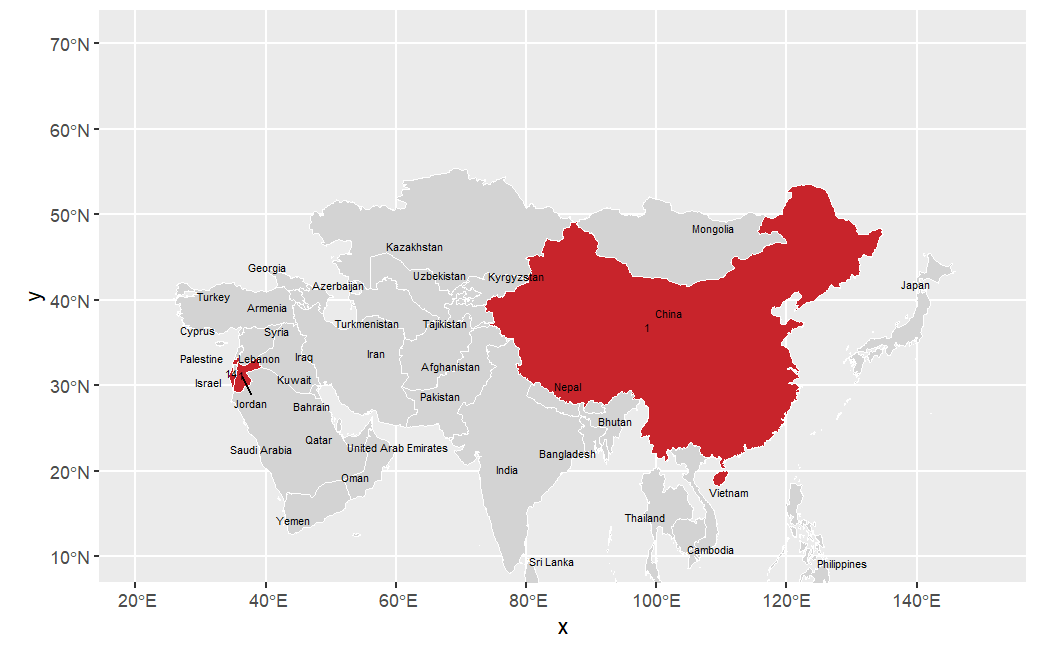 70°N
60°N
50°N
40°N
30°N
20°N
10°N
y
Mongolia
Kazakhstan
Georgia
Uzbekistan
Kyrgyzstan
Azerbaijan
Japan
Turkey
Armenia
China
Turkmenistan
Tajikistan
1
Cyprus
Syria
Palestine
Lebanon
Iraq
Iran
Afghanistan
Israel
Kuwait
Nepal
Jordan
Bahrain
Pakistan
Bhutan
Qatar
Saudi Arabia
United Arab Emirates
Bangladesh
India
Oman
Vietnam
Yemen
Thailand
Cambodia
Sri Lanka
Philippines
20°E
40°E
60°E
80°E
100°E
120°E
140°E
x